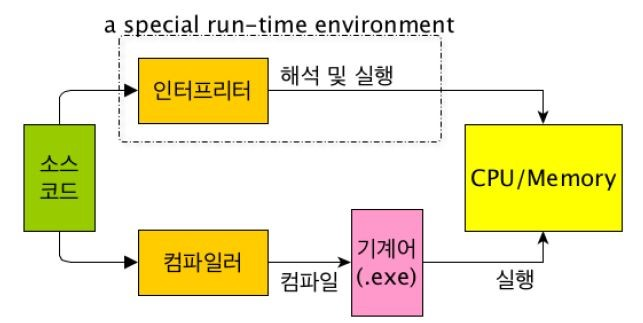 a special run-time environment
인터프리터
해석 및 실행
소스
코드
CPU/Memory
컴파일러
컴파일
기계어
(.exe)
실행